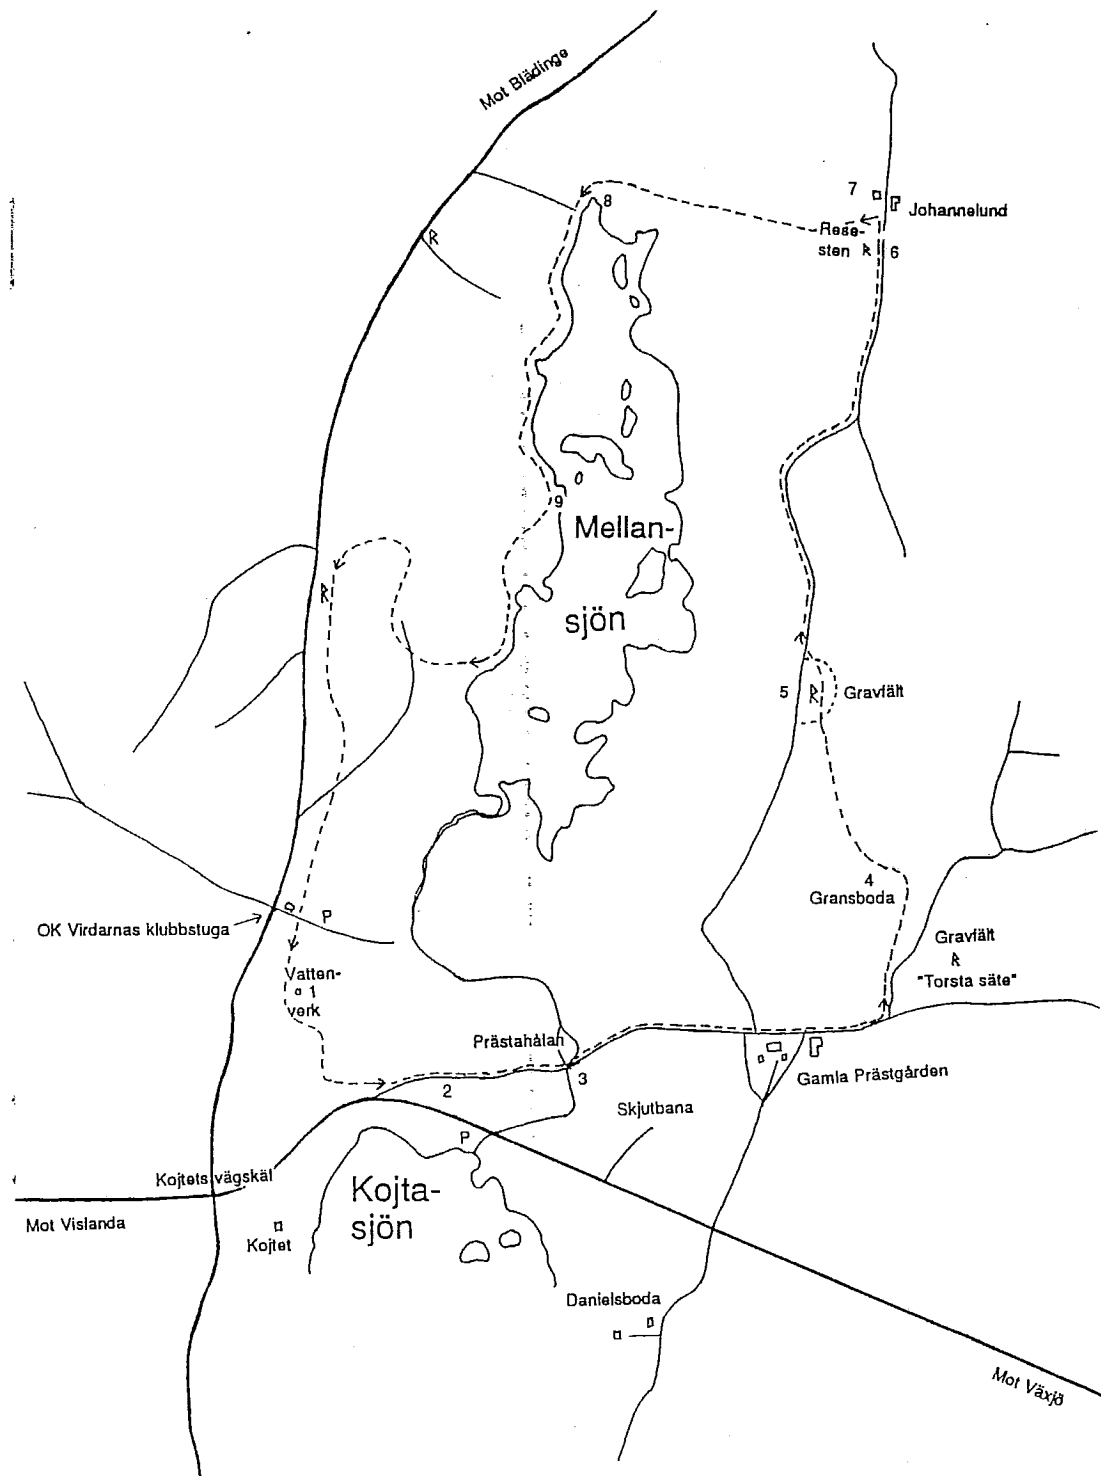 Mot Blädinge
7
Johannelund
8
Rese-
sten
R
6
R
9
Mellan-
R
sjön
5
R
Gravfält
4
Gransboda
P
OK Virdarnas klubbstuga
Gravfält
R
"Torsta säte"
Vatten-
1
verk
Prästahålan
3
2
Gamla Prästgården
Skjutbana
P
Kojtets vägskäl
Kojta-
sjön
Mot Vislanda
Kojtet
Danielsboda
Mot Växjö